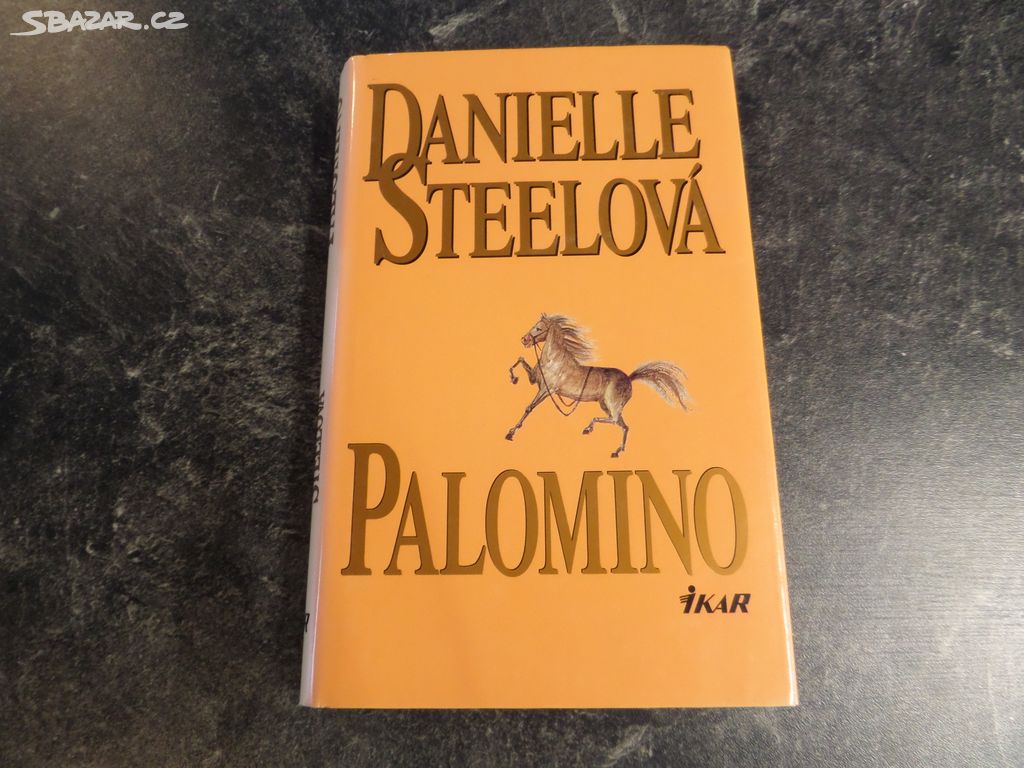 SBAZAR.CZ
DANIELLE
STEELOVÁ
PALOMINO
iKAR